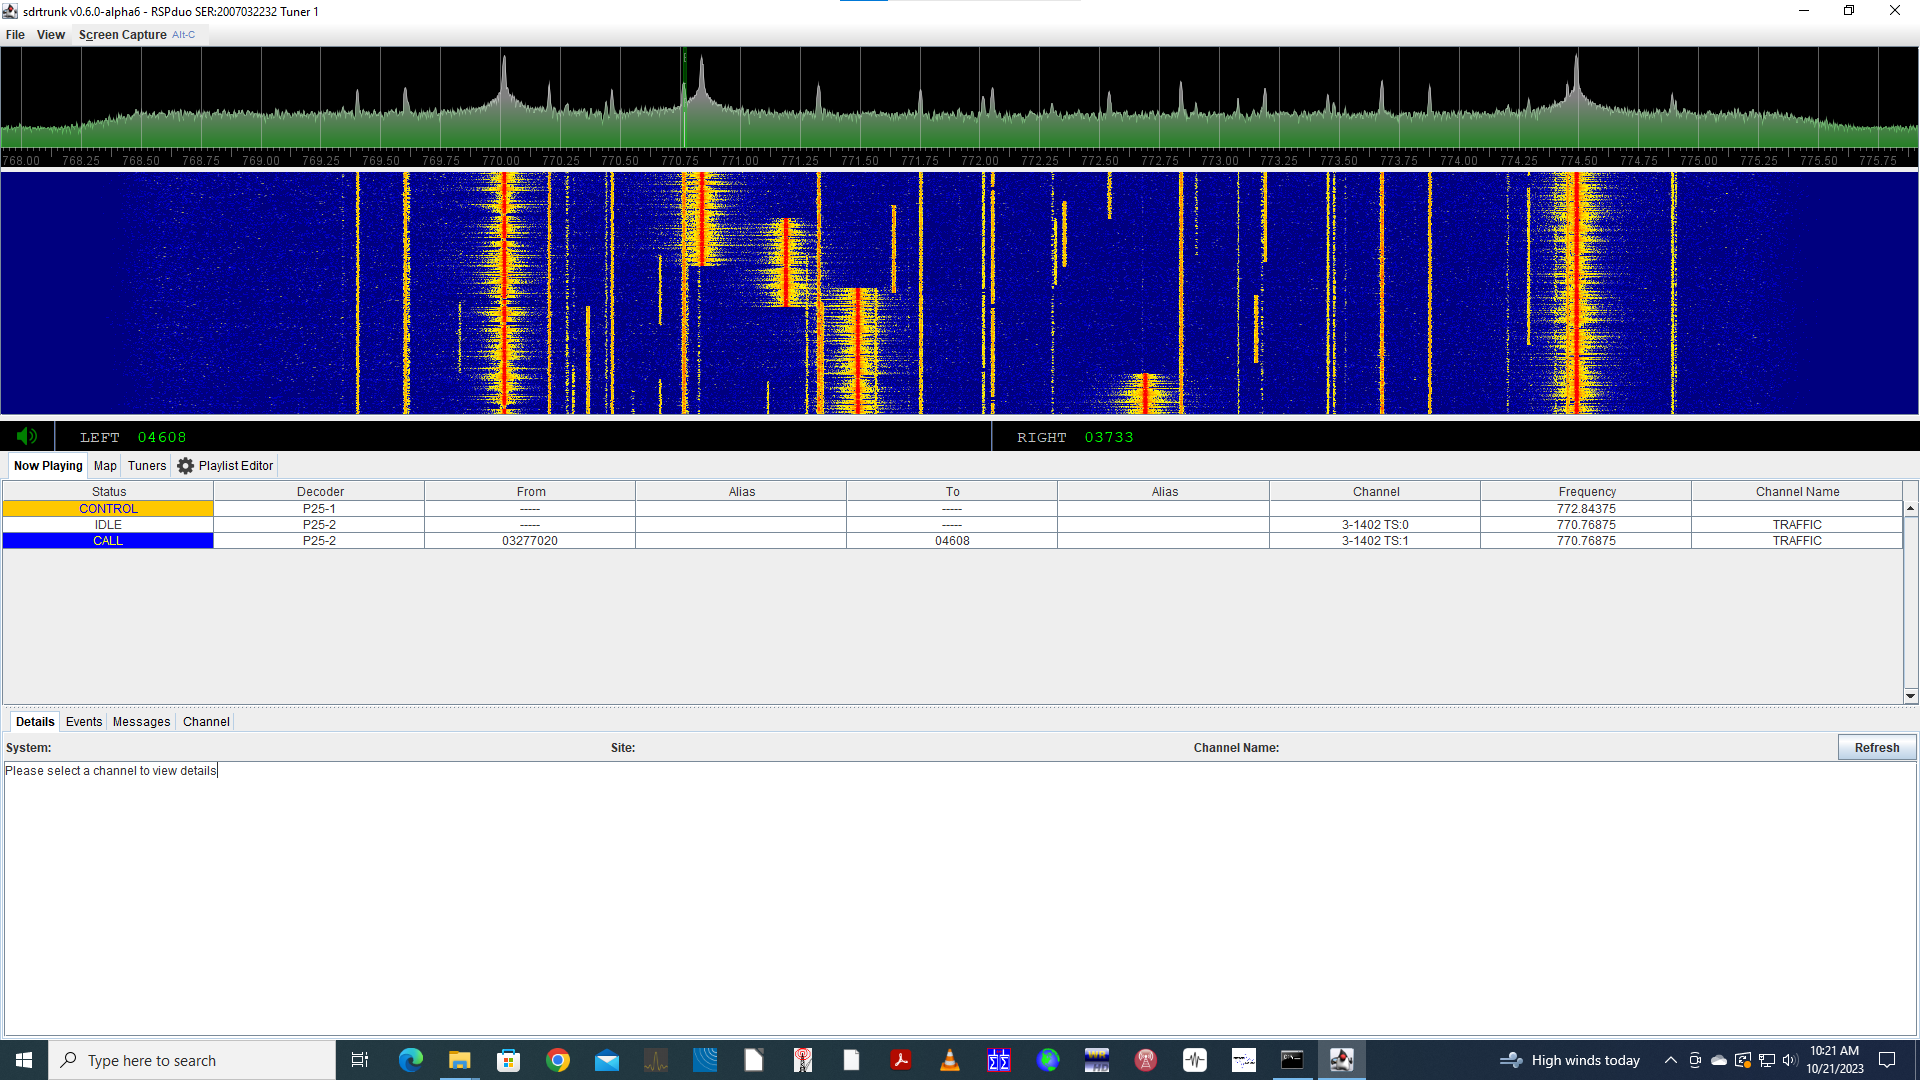 sdrtrunk v0.6.0-alpha6 - RSPduo SER:2007032232 Tuner 1
File View Screen Capture Alt-C
768.00 768.25 768.50 768.75 769.00 769.25 769.50 769.75 770.00 770.25 770.50 770.75 771.00 771.25 771.50 771.75 772.00 772.25 772.50 772.75 773.00 773.25 773.50 773.75 774.00 774.25 774.50 774.75 775.00 775.25 775.50 775.75
LEFT 04608 RIGHT 03733
Now Playing Map Tuners Playlist Editor
Status Decoder From Alias To Alias Channel Frequency Channel Name
CONTROL P25-1 ----- ----- 772.84375
IDLE P25-2 ----- ----- 3-1402 TS:0 770.76875 TRAFFIC
CALL P25-2 03277020 04608 3-1402 TS:1 770.76875 TRAFFIC
Details Events Messages Channel
System: Site: Channel Name: Refresh
Please select a channel to view details
Type here to search High winds today 10:21 AM
10/21/2023